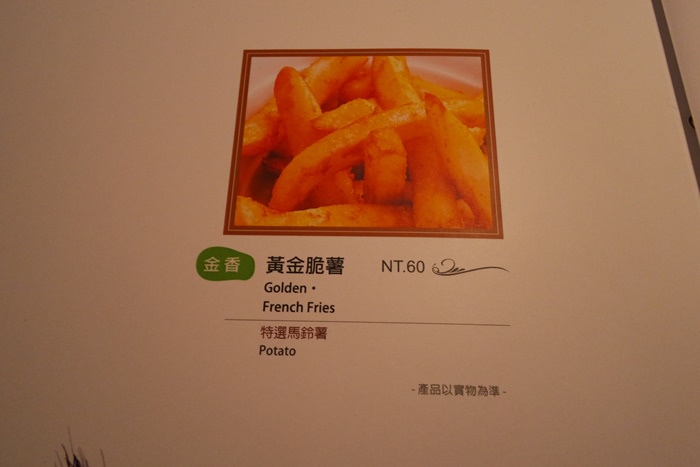 金香 黃金脆薯 NT.60
Golden・
French Fries
特選馬鈴薯
Potato
- 產品以實物為準 -